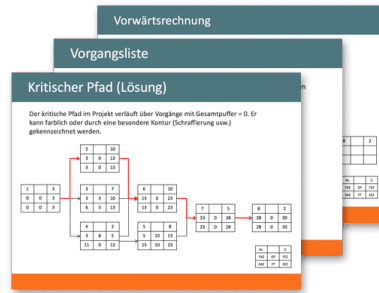 Vorwärtsrechnung
Vorgangsliste
Kritischer Pfad (Lösung)
Der kritische Pfad im Projekt verläuft über Vorgänge mit Gesamtpuffer = 0. Er
kann farblich oder durch eine besondere Kontur (Schraffierung usw.)
gekennzeichnet werden.
2 10
3 0 13
3 0 13
1 3
0 0 3
0 0 3
3 7
3 3 10
6 3 13
6 10
13 0 23
13 0 23
4 2
3 8 5
11 0 13
5 8
5 10 13
15 10 23
7 5
23 0 28
23 0 28
8 2
28 0 30
28 0 30
8 2
Nr. D
FAZ GP FEZ
SAZ FP SEZ